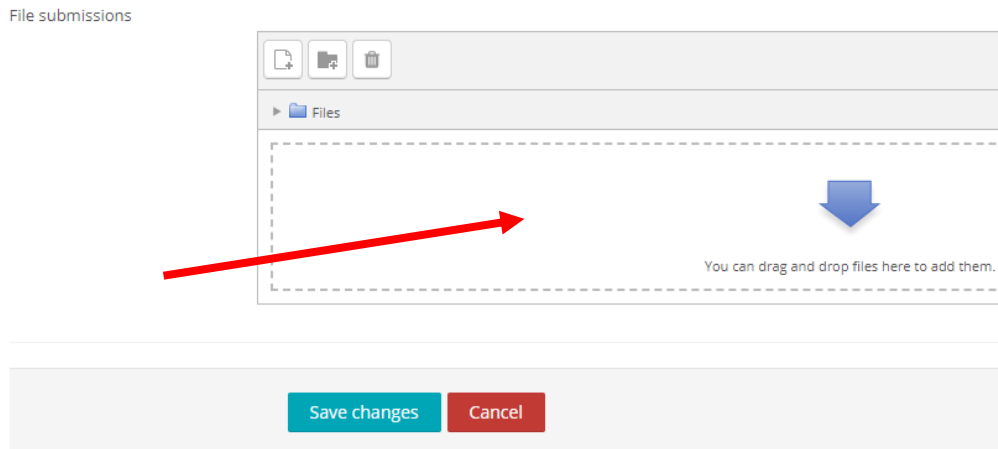 File submissions
Files
You can drag and drop files here to add them.
Save changes
Cancel